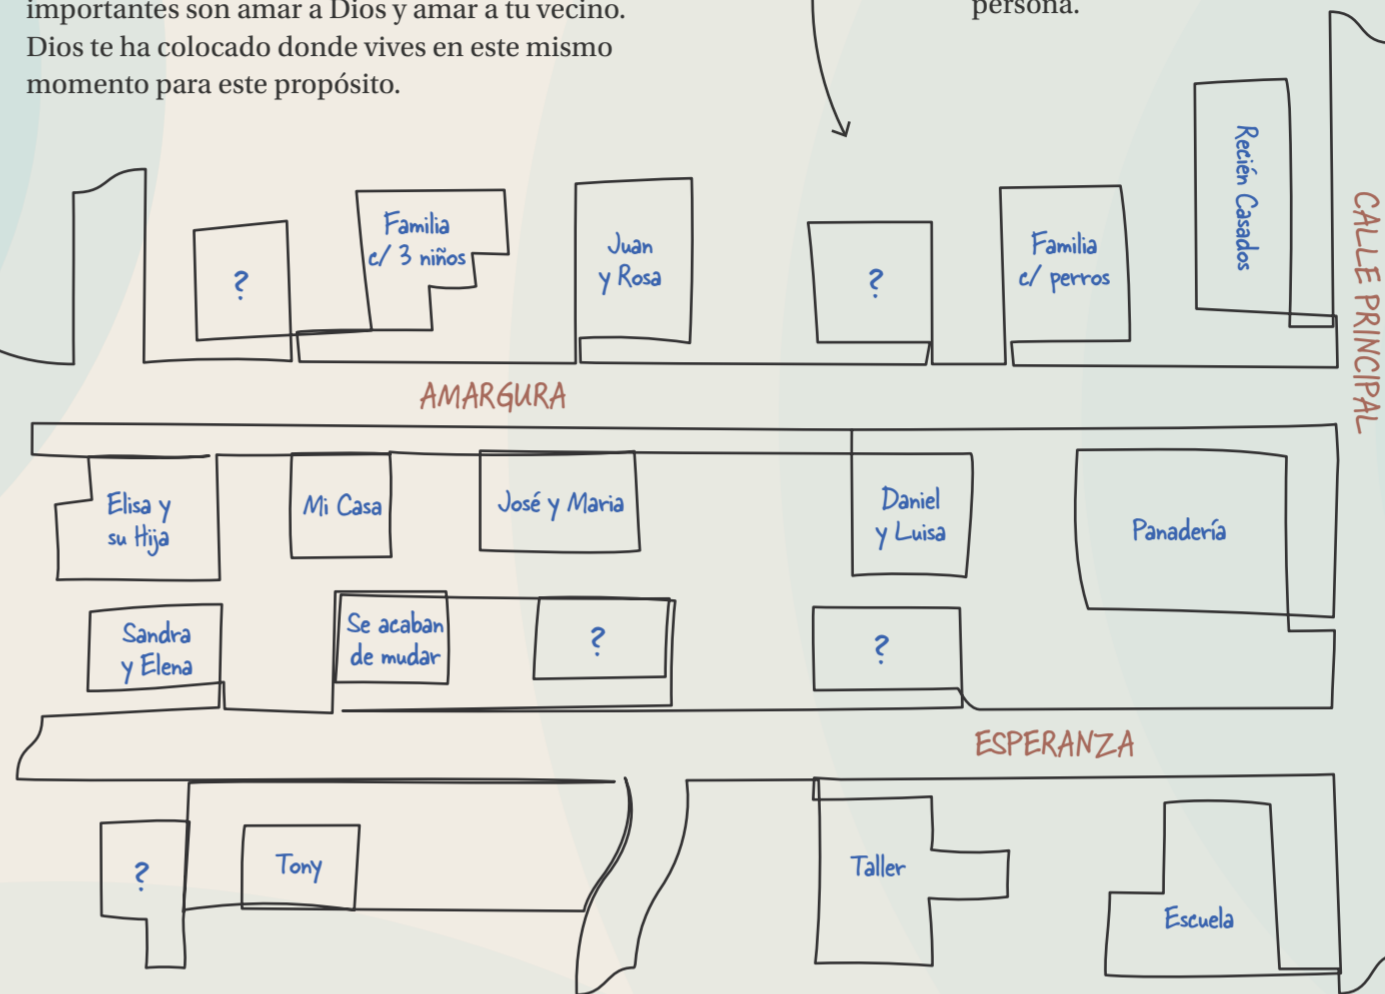 importantes son amar a Dios y amar a tu vecino.
Dios te ha colocado donde vives en este mismo
momento para este propósito.
persona.
?
Familia
c/ 3 niños
Juan
y Rosa
?
Familia
c/ perros
Recién Casados
CALLE PRINCIPAL
AMARGURA
Elisa y
su Hija
Mi Casa
José y Maria
Daniel
y Luisa
Panadería
Sandra
y Elena
Se acaban
de mudar
?
?
ESPERANZA
?
Tony
Taller
Escuela